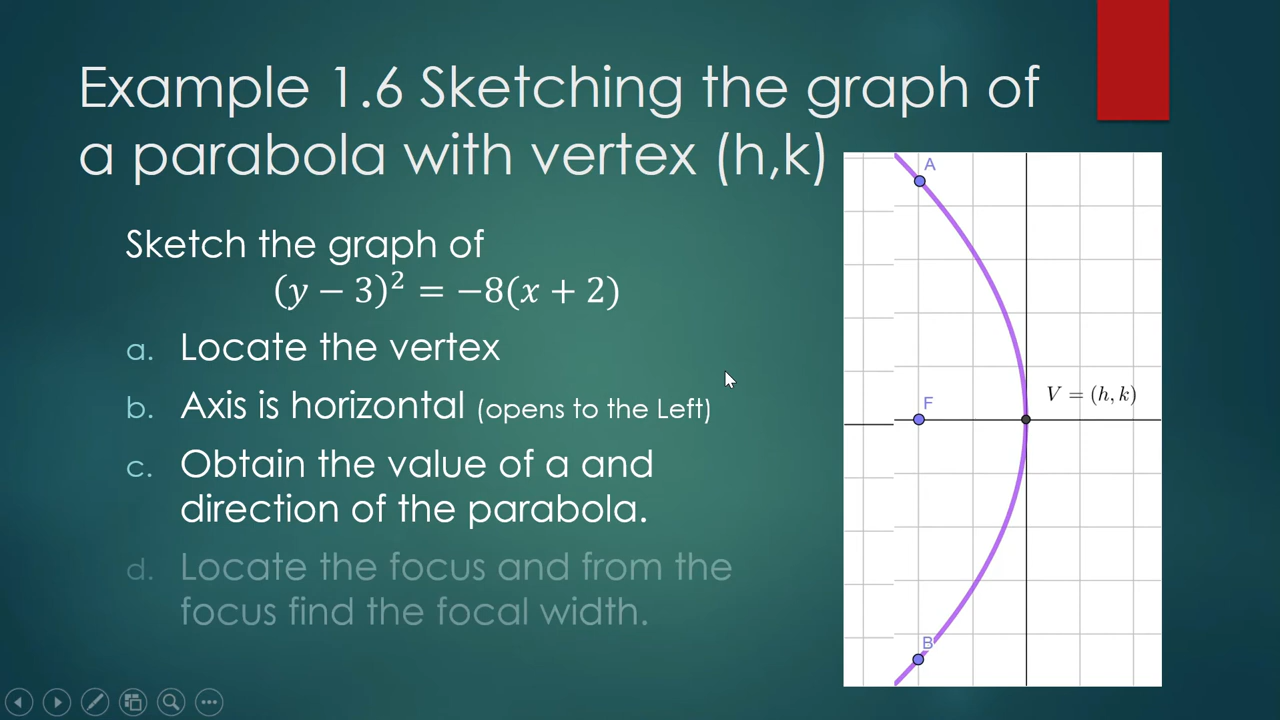 Example 1.6 Sketching the graph of
a parabola with vertex (h,k)
Sketch the graph of
(y − 3)² = −8(x + 2)
a. Locate the vertex
b. Axis is horizontal (opens to the Left)
c. Obtain the value of a and
direction of the parabola.
d. Locate the focus and from the
focus find the focal width.
A
V = (h, k)
F
B